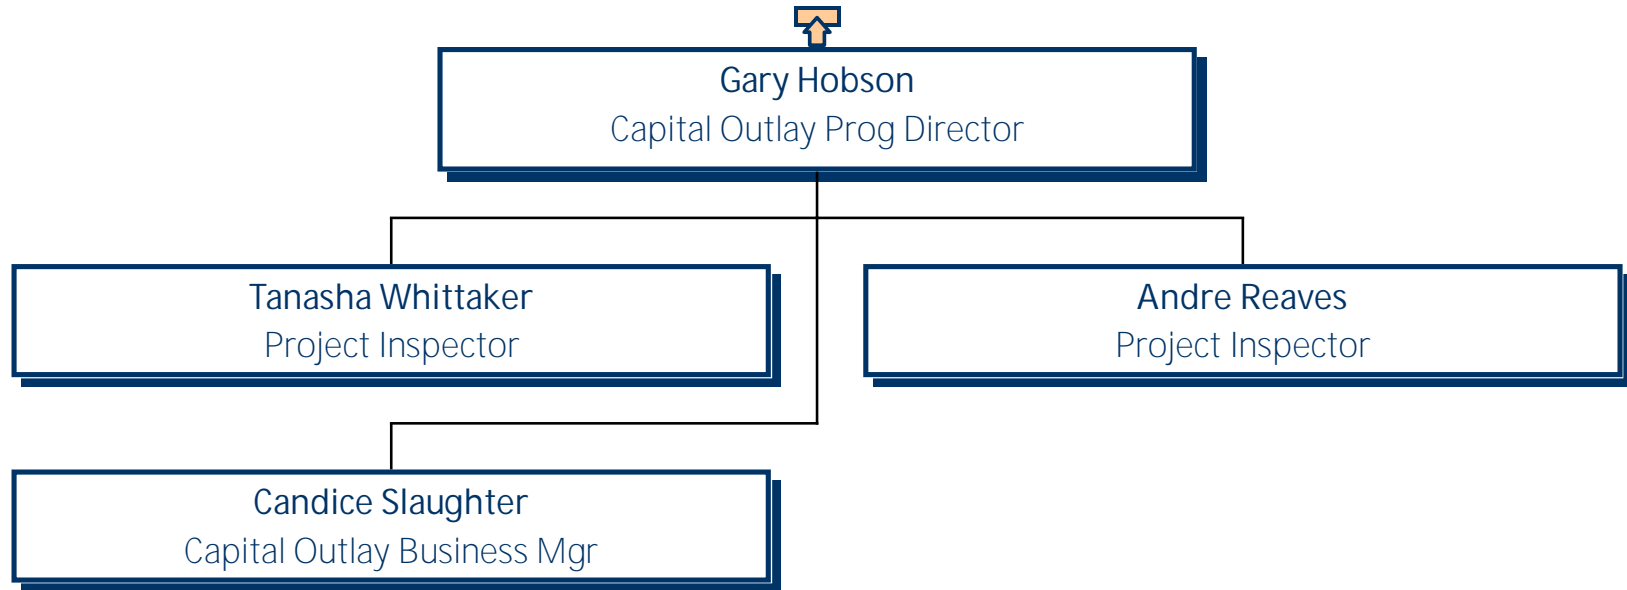 Gary Hobson
Capital Outlay Prog Director
Tanasha Whittaker
Project Inspector
Andre Reaves
Project Inspector
Candice Slaughter
Capital Outlay Business Mgr